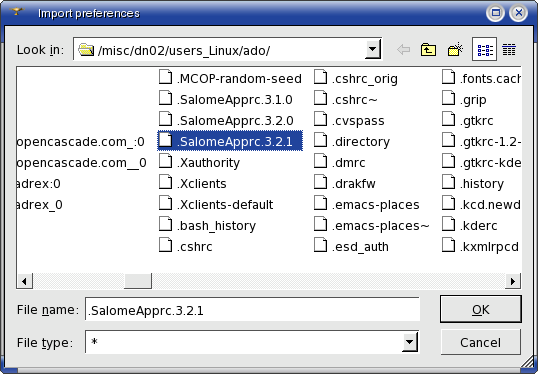 Import preferences
Look in: /misc/dn02/users_Linux/ado/
.MCOP-random-seed .cshrc_orig .fonts.cach
.SalomeApprc.3.1.0 .cshrc~ .grip
.SalomeApprc.3.2.0 .cvspass .gtkrc
opencascade.com_:0 .SalomeApprc.3.2.1 .directory .gtkrc-1.2-
opencascade.com__0 .Xauthority .dmrc .gtkrc-kde
adrex:0 .Xclients .drakfw .history
adrex_0 .Xclients-default .emacs-places .kcd.newd
.bash_history .emacs-places~ .kderc
.cshrc .esd_auth .kxmlrpcd
File name: .SalomeApprc.3.2.1 OK
File type: * Cancel